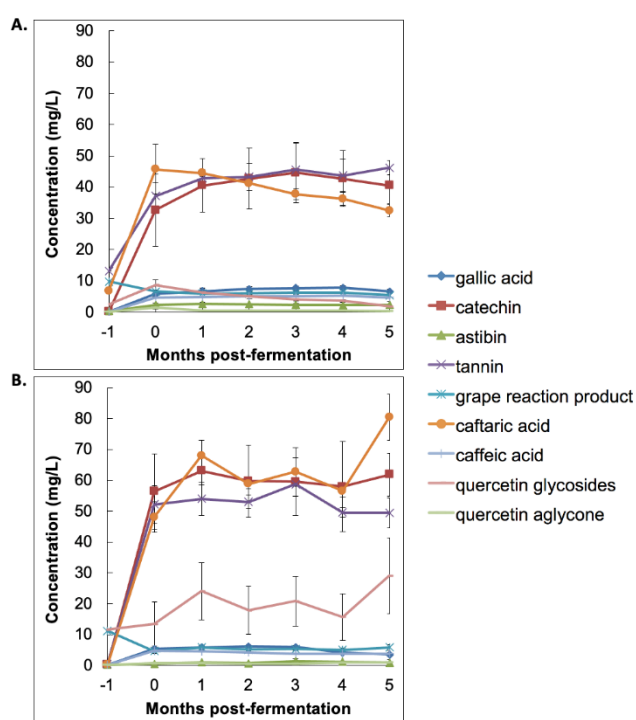 A.
90
80
70
60
50
40
30
20
10
0
Concentration (mg/L)
-1 0 1 2 3 4 5
Months post-fermentation
B.
90
80
70
60
50
40
30
20
10
0
Concentration (mg/L)
-1 0 1 2 3 4 5
Months post-fermentation
gallic acid
catechin
astibin
tannin
grape reaction product
caftaric acid
caffeic acid
quercetin glycosides
quercetin aglycone